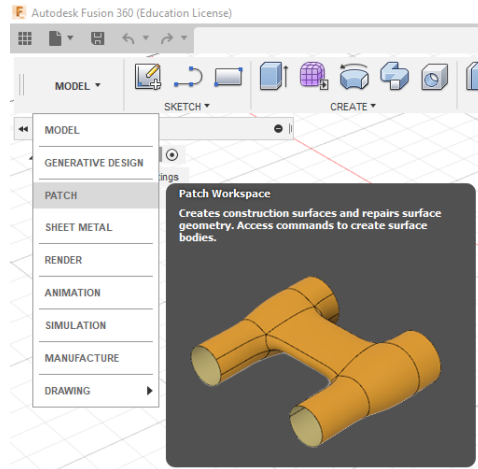 Autodesk Fusion 360 (Education License)
MODEL
SKETCH
CREATE
MODEL
GENERATIVE DESIGN
ings
PATCH
Patch Workspace
Creates construction surfaces and repairs surface
geometry. Access commands to create surface
bodies.
SHEET METAL
RENDER
ANIMATION
SIMULATION
MANUFACTURE
DRAWING